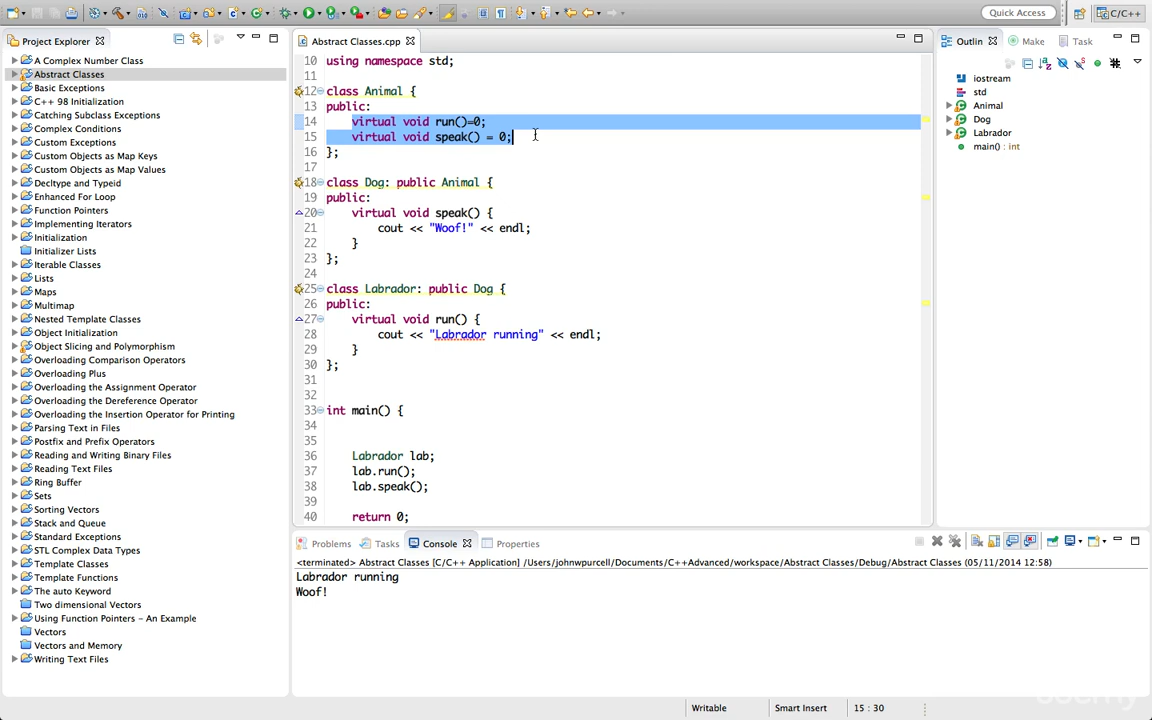 Quick Access
C/C++
Project Explorer
A Complex Number Class
Abstract Classes
Basic Exceptions
C++ 98 Initialization
Catching Subclass Exceptions
Complex Conditions
Custom Exceptions
Custom Objects as Map Keys
Custom Objects as Map Values
Decltype and Typeid
Enhanced For Loop
Function Pointers
Implementing Iterators
Initialization
Initializer Lists
Iterable Classes
Lists
Maps
Multimap
Nested Template Classes
Object Initialization
Object Slicing and Polymorphism
Overloading Comparison Operators
Overloading Plus
Overloading the Assignment Operator
Overloading the Dereference Operator
Overloading the Insertion Operator for Printing
Parsing Text in Files
Postfix and Prefix Operators
Reading and Writing Binary Files
Reading Text Files
Ring Buffer
Sets
Sorting Vectors
Stack and Queue
Standard Exceptions
STL Complex Data Types
Template Classes
Template Functions
The auto Keyword
Two dimensional Vectors
Using Function Pointers - An Example
Vectors
Vectors and Memory
Writing Text Files
Abstract Classes.cpp
10 using namespace std;
11
12 class Animal {
13 public:
14 virtual void run()=0;
15 virtual void speak() = 0;
16 };
17
18 class Dog: public Animal {
19 public:
20 virtual void speak() {
21 cout << "Woof!" << endl;
22 }
23 };
24
25 class Labrador: public Dog {
26 public:
27 virtual void run() {
28 cout << "Labrador running" << endl;
29 }
30 };
31
32
33 int main() {
34
35
36 Labrador lab;
37 lab.run();
38 lab.speak();
39
40 return 0;
Outlin Make Task
iostream
std
Animal
Dog
Labrador
main() : int
Problems Tasks Console Properties
<terminated> Abstract Classes [C/C++ Application] /Users/johnwpurcell/Documents/C++Advanced/workspace/Abstract Classes/Debug/Abstract Classes (05/11/2014 12:58)
Labrador running
Woof!
Writable Smart Insert 15 : 30